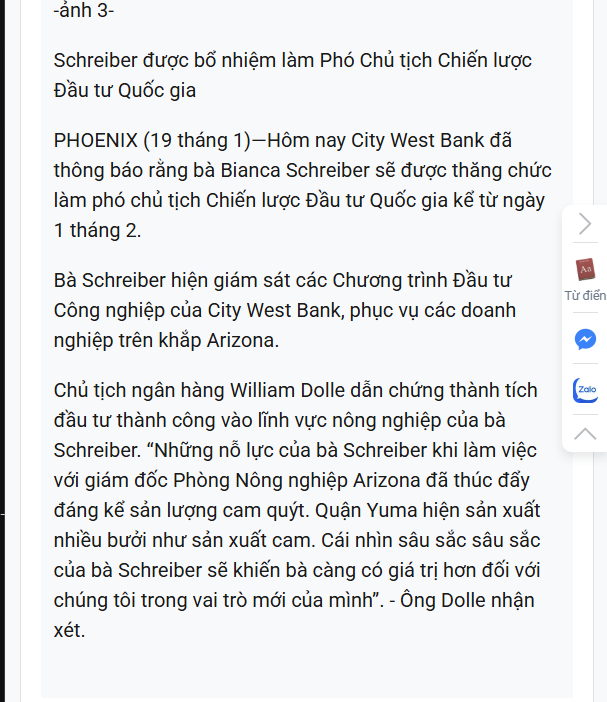 -ảnh 3-
Schreiber được bổ nhiệm làm Phó Chủ tịch Chiến lược
Đầu tư Quốc gia
PHOENIX (19 tháng 1)—Hôm nay City West Bank đã
thông báo rằng bà Bianca Schreiber sẽ được thăng chức
làm phó chủ tịch Chiến lược Đầu tư Quốc gia kể từ ngày
1 tháng 2.
Bà Schreiber hiện giám sát các Chương trình Đầu tư
Công nghiệp của City West Bank, phục vụ các doanh
nghiệp trên khắp Arizona.
Chủ tịch ngân hàng William Dolle dẫn chứng thành tích
đầu tư thành công vào lĩnh vực nông nghiệp của bà
Schreiber. “Những nỗ lực của bà Schreiber khi làm việc
với giám đốc Phòng Nông nghiệp Arizona đã thúc đẩy
đáng kể sản lượng cam quýt. Quận Yuma hiện sản xuất
nhiều bưởi như sản xuất cam. Cái nhìn sâu sắc sâu sắc
của bà Schreiber sẽ khiến bà càng có giá trị hơn đối với
chúng tôi trong vai trò mới của mình”. - Ông Dolle nhận
xét.
Aa
Từ điển
Zalo